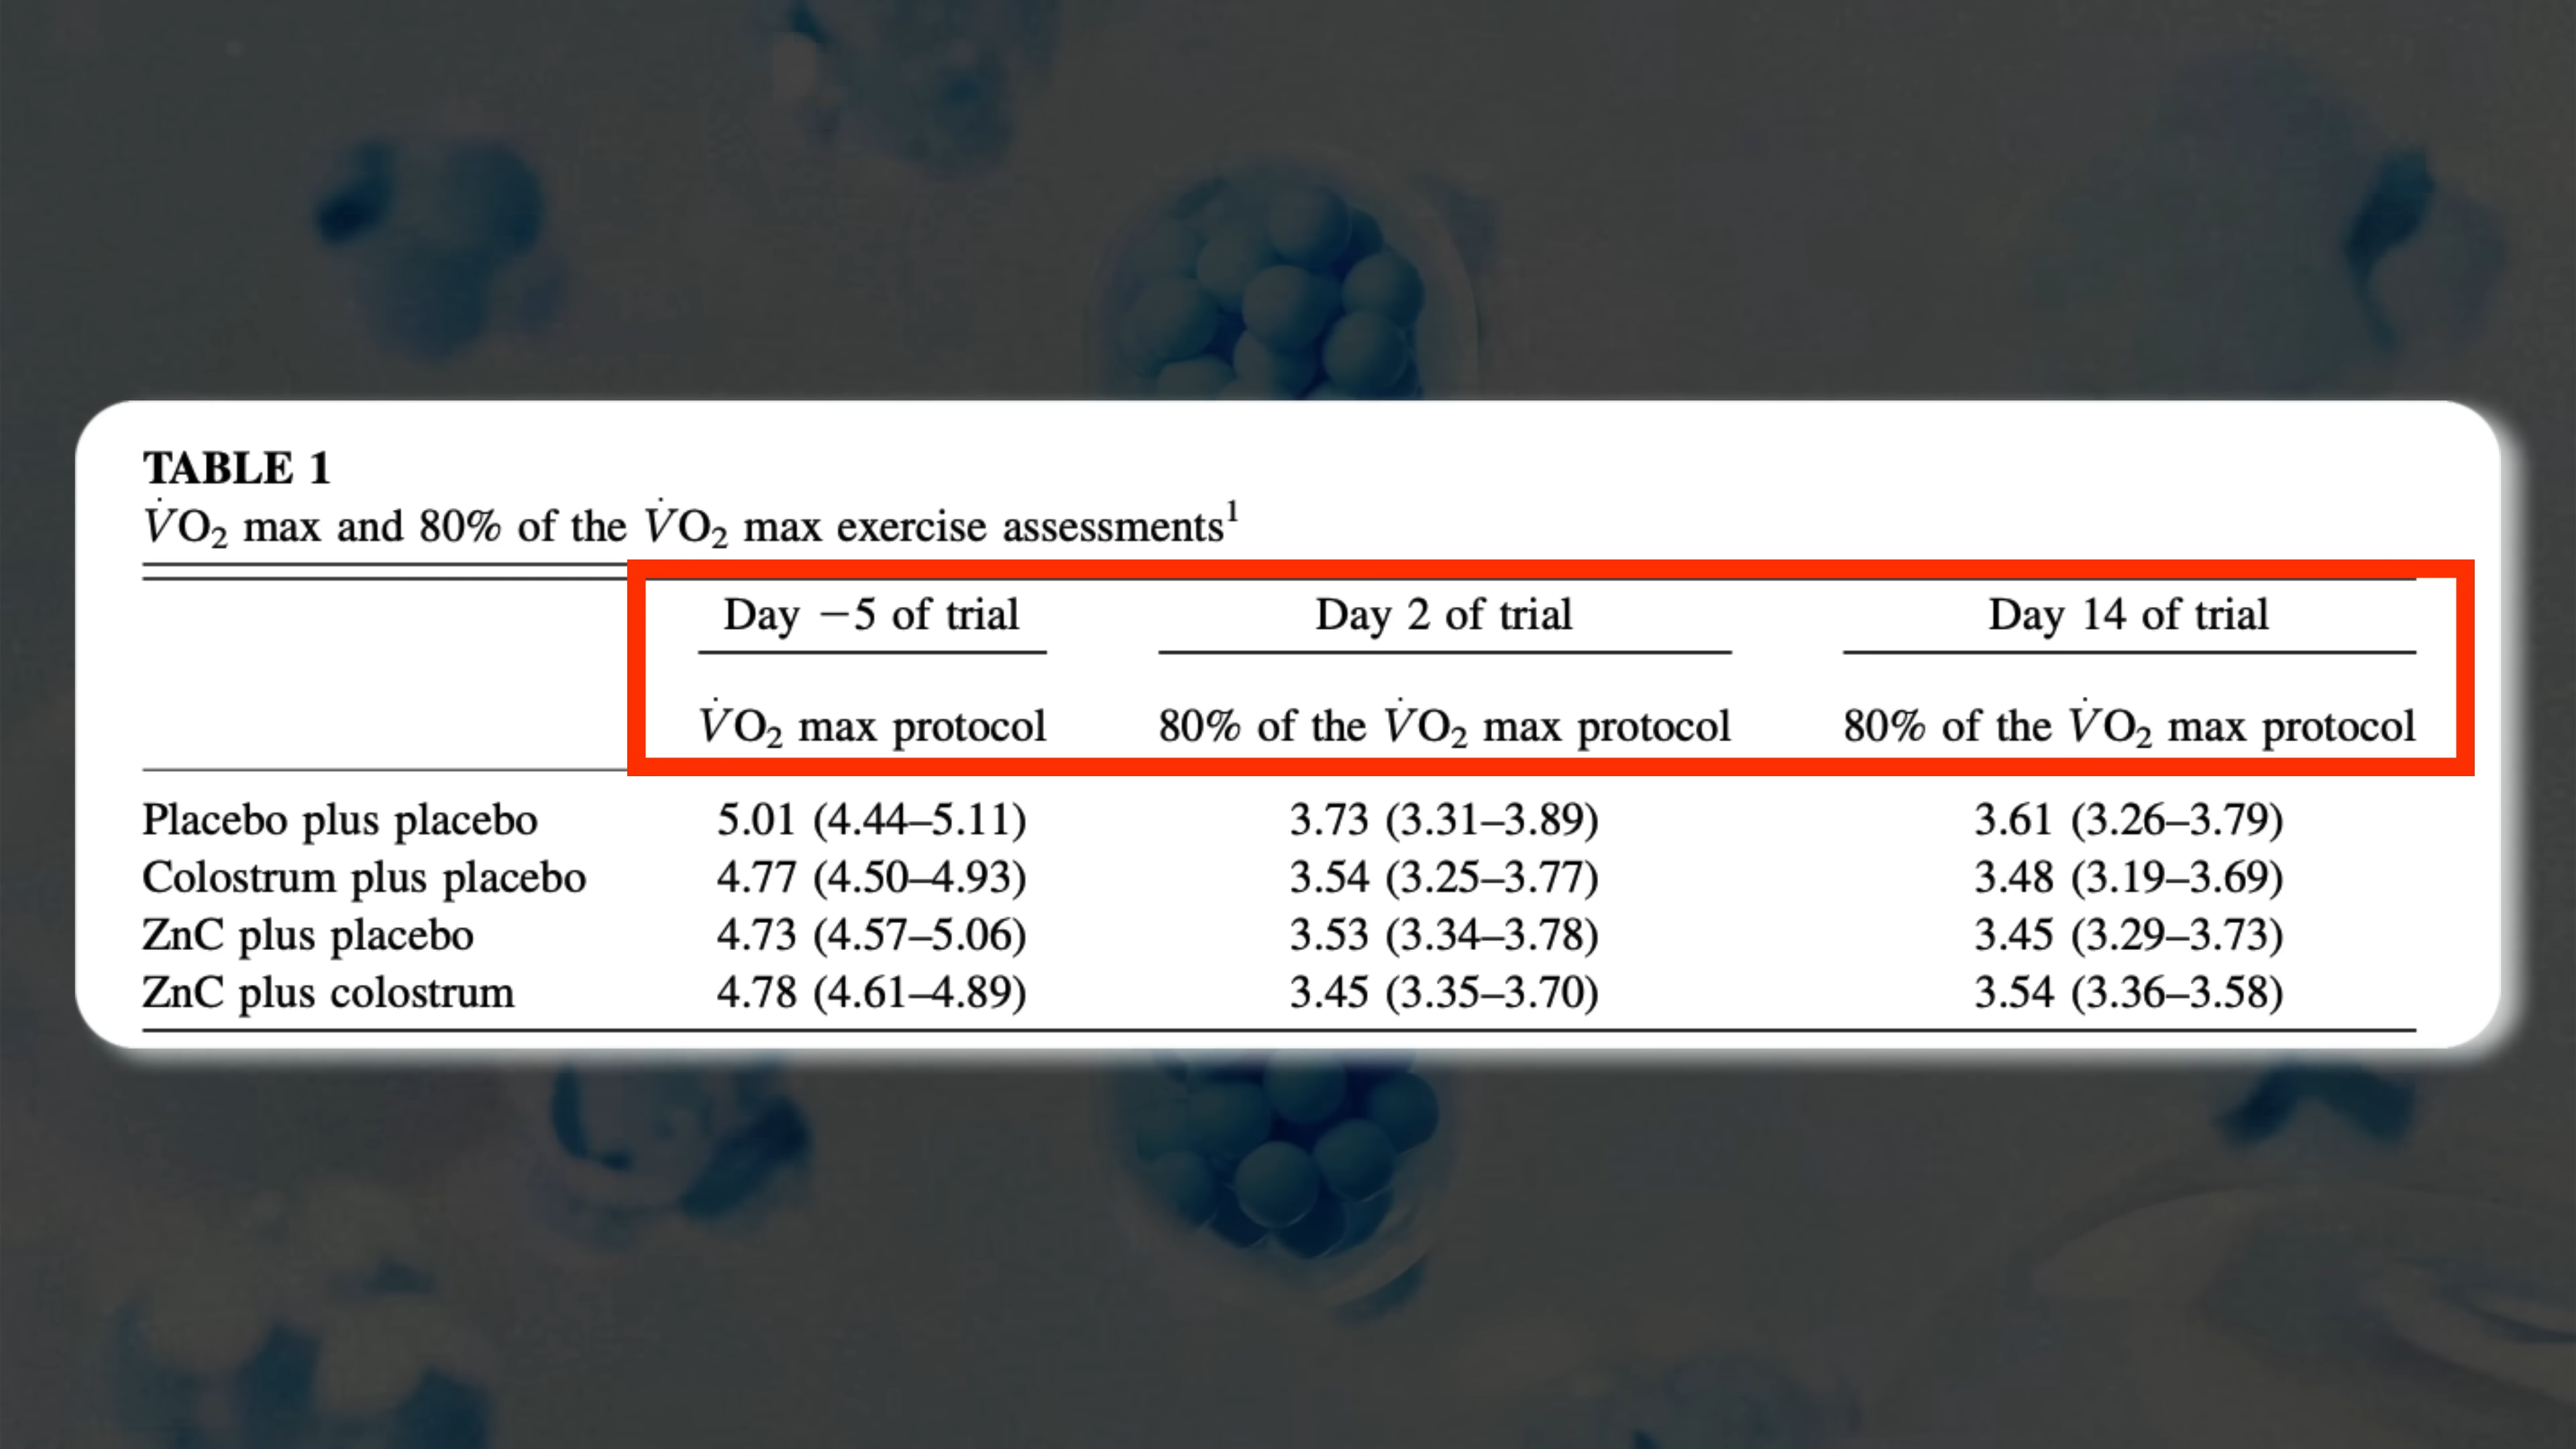 TABLE 1
V̇O₂ max and 80% of the V̇O₂ max exercise assessments¹
Day −5 of trial Day 2 of trial Day 14 of trial
V̇O₂ max protocol 80% of the V̇O₂ max protocol 80% of the V̇O₂ max protocol
Placebo plus placebo 5.01 (4.44–5.11) 3.73 (3.31–3.89) 3.61 (3.26–3.79)
Colostrum plus placebo 4.77 (4.50–4.93) 3.54 (3.25–3.77) 3.48 (3.19–3.69)
ZnC plus placebo 4.73 (4.57–5.06) 3.53 (3.34–3.78) 3.45 (3.29–3.73)
ZnC plus colostrum 4.78 (4.61–4.89) 3.45 (3.35–3.70) 3.54 (3.36–3.58)